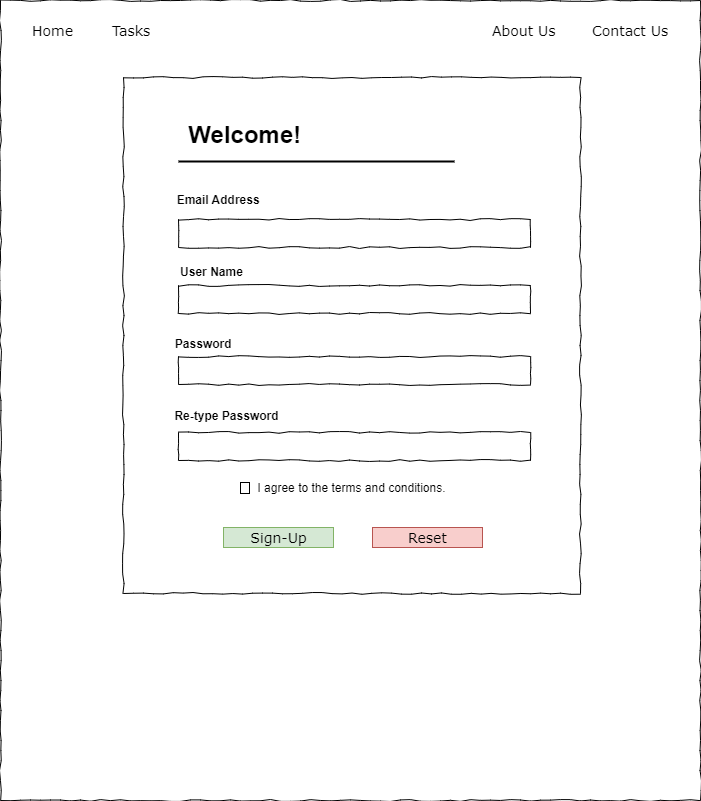 Home Tasks About Us Contact Us
Welcome!
Email Address
User Name
Password
Re-type Password
I agree to the terms and conditions.
Sign-Up Reset